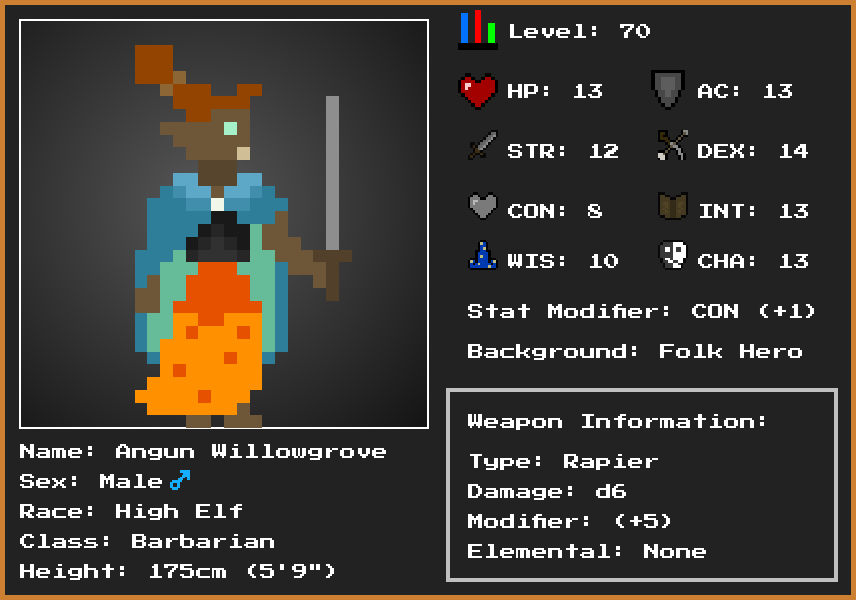 Level: 70
HP: 13
AC: 13
STR: 12
DEX: 14
CON: 8
INT: 13
WIS: 10
CHA: 13
Stat Modifier: CON (+1)
Background: Folk Hero
Weapon Information:
Type: Rapier
Damage: d6
Modifier: (+5)
Elemental: None
Name: Angun Willowgrove
Sex: Male♂
Race: High Elf
Class: Barbarian
Height: 175cm (5'9")